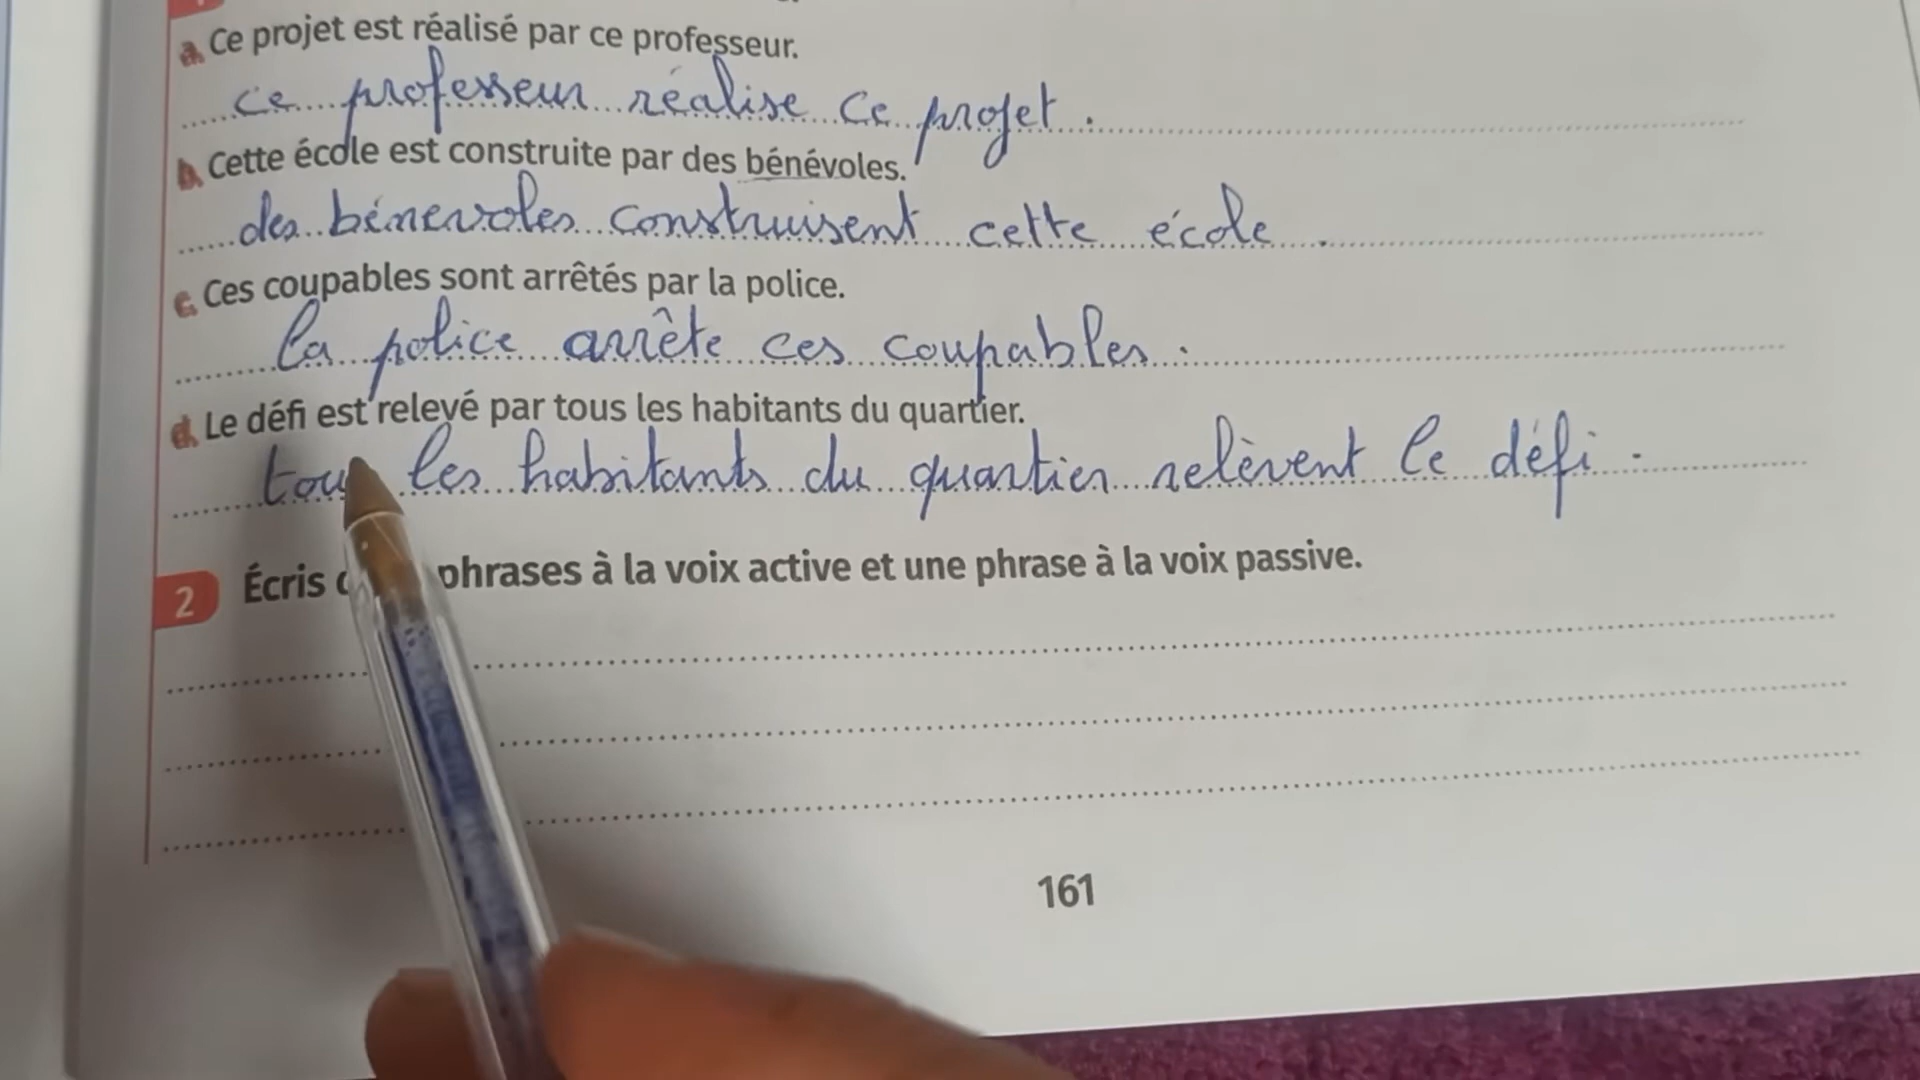 a. Ce projet est réalisé par ce professeur.
ce professeur réalise ce projet.
b. Cette école est construite par des bénévoles.
des bénevoles construisent cette école.
c. Ces coupables sont arrêtés par la police.
la police arrête ces coupables.
d. Le défi est relevé par tous les habitants du quartier.
les habitants du quartier relèvent le défi.
2 Écris phrases à la voix active et une phrase à la voix passive.
161